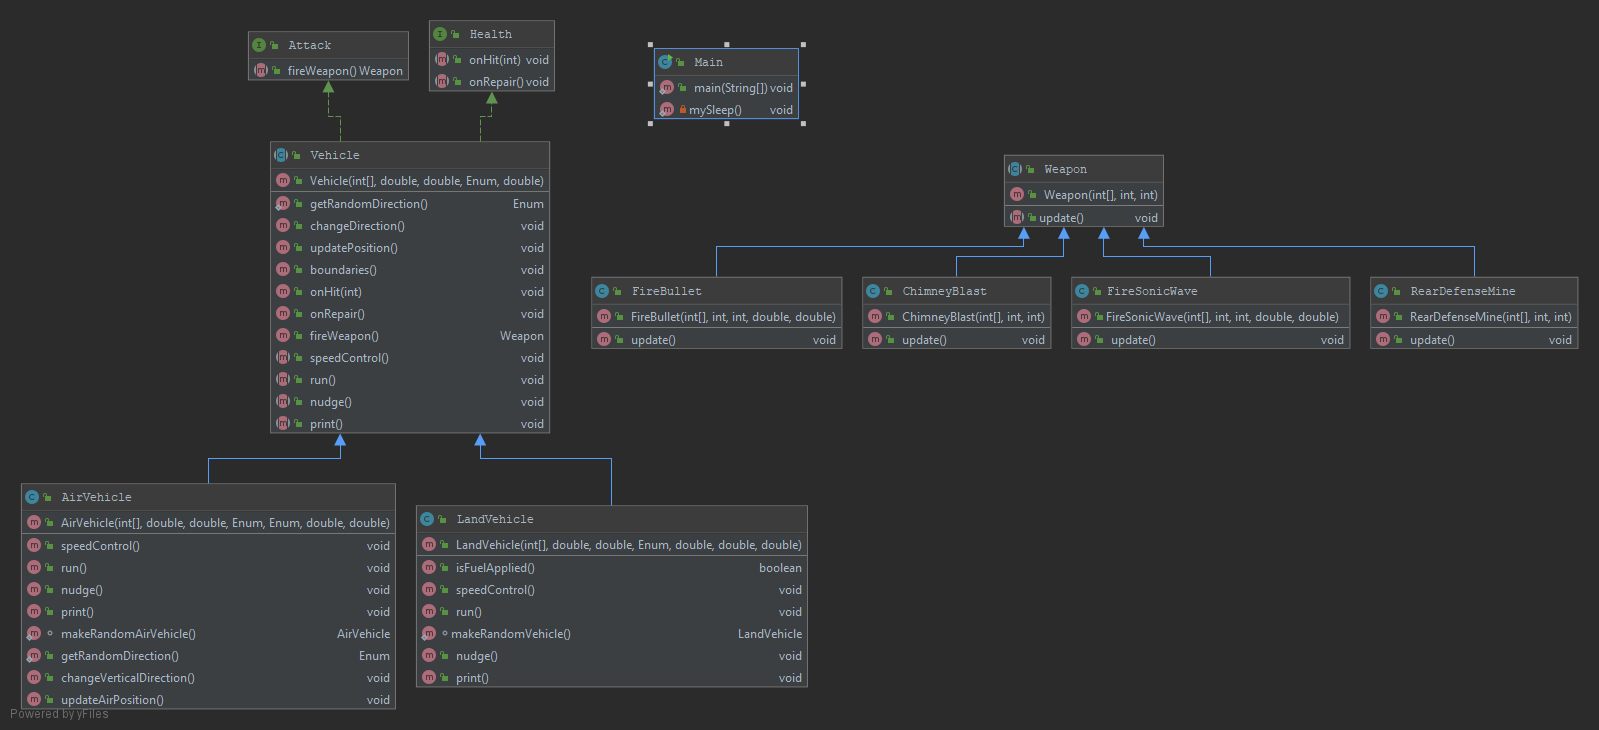 Attack
fireWeapon() Weapon
Health
onHit(int) void
onRepair() void
Main
main(String[]) void
mySleep() void
Vehicle
Vehicle(int[], double, double, Enum, double)
getRandomDirection() Enum
changeDirection() void
updatePosition() void
boundaries() void
onHit(int) void
onRepair() void
fireWeapon() Weapon
speedControl() void
run() void
nudge() void
print() void
Weapon
Weapon(int[], int, int)
update() void
FireBullet
FireBullet(int[], int, int, double, double)
update() void
ChimneyBlast
ChimneyBlast(int[], int, int)
update() void
FireSonicWave
FireSonicWave(int[], int, int, double, double)
update() void
RearDefenseMine
RearDefenseMine(int[], int, int)
update() void
AirVehicle
AirVehicle(int[], double, double, Enum, Enum, double, double)
speedControl() void
run() void
nudge() void
print() void
makeRandomAirVehicle() AirVehicle
getRandomDirection() Enum
changeVerticalDirection() void
updateAirPosition() void
LandVehicle
LandVehicle(int[], double, double, Enum, double, double, double)
isFuelApplied() boolean
speedControl() void
run() void
makeRandomVehicle() LandVehicle
nudge() void
print() void
Powered by yFiles